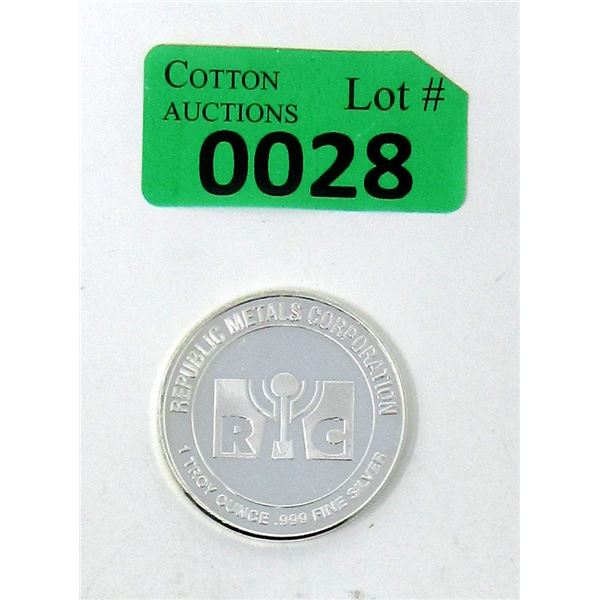 COTTON
AUCTIONS
Lot #
0028
REPUBLIC METALS CORPORATION
R C
1 TROY OUNCE .999 FINE SILVER